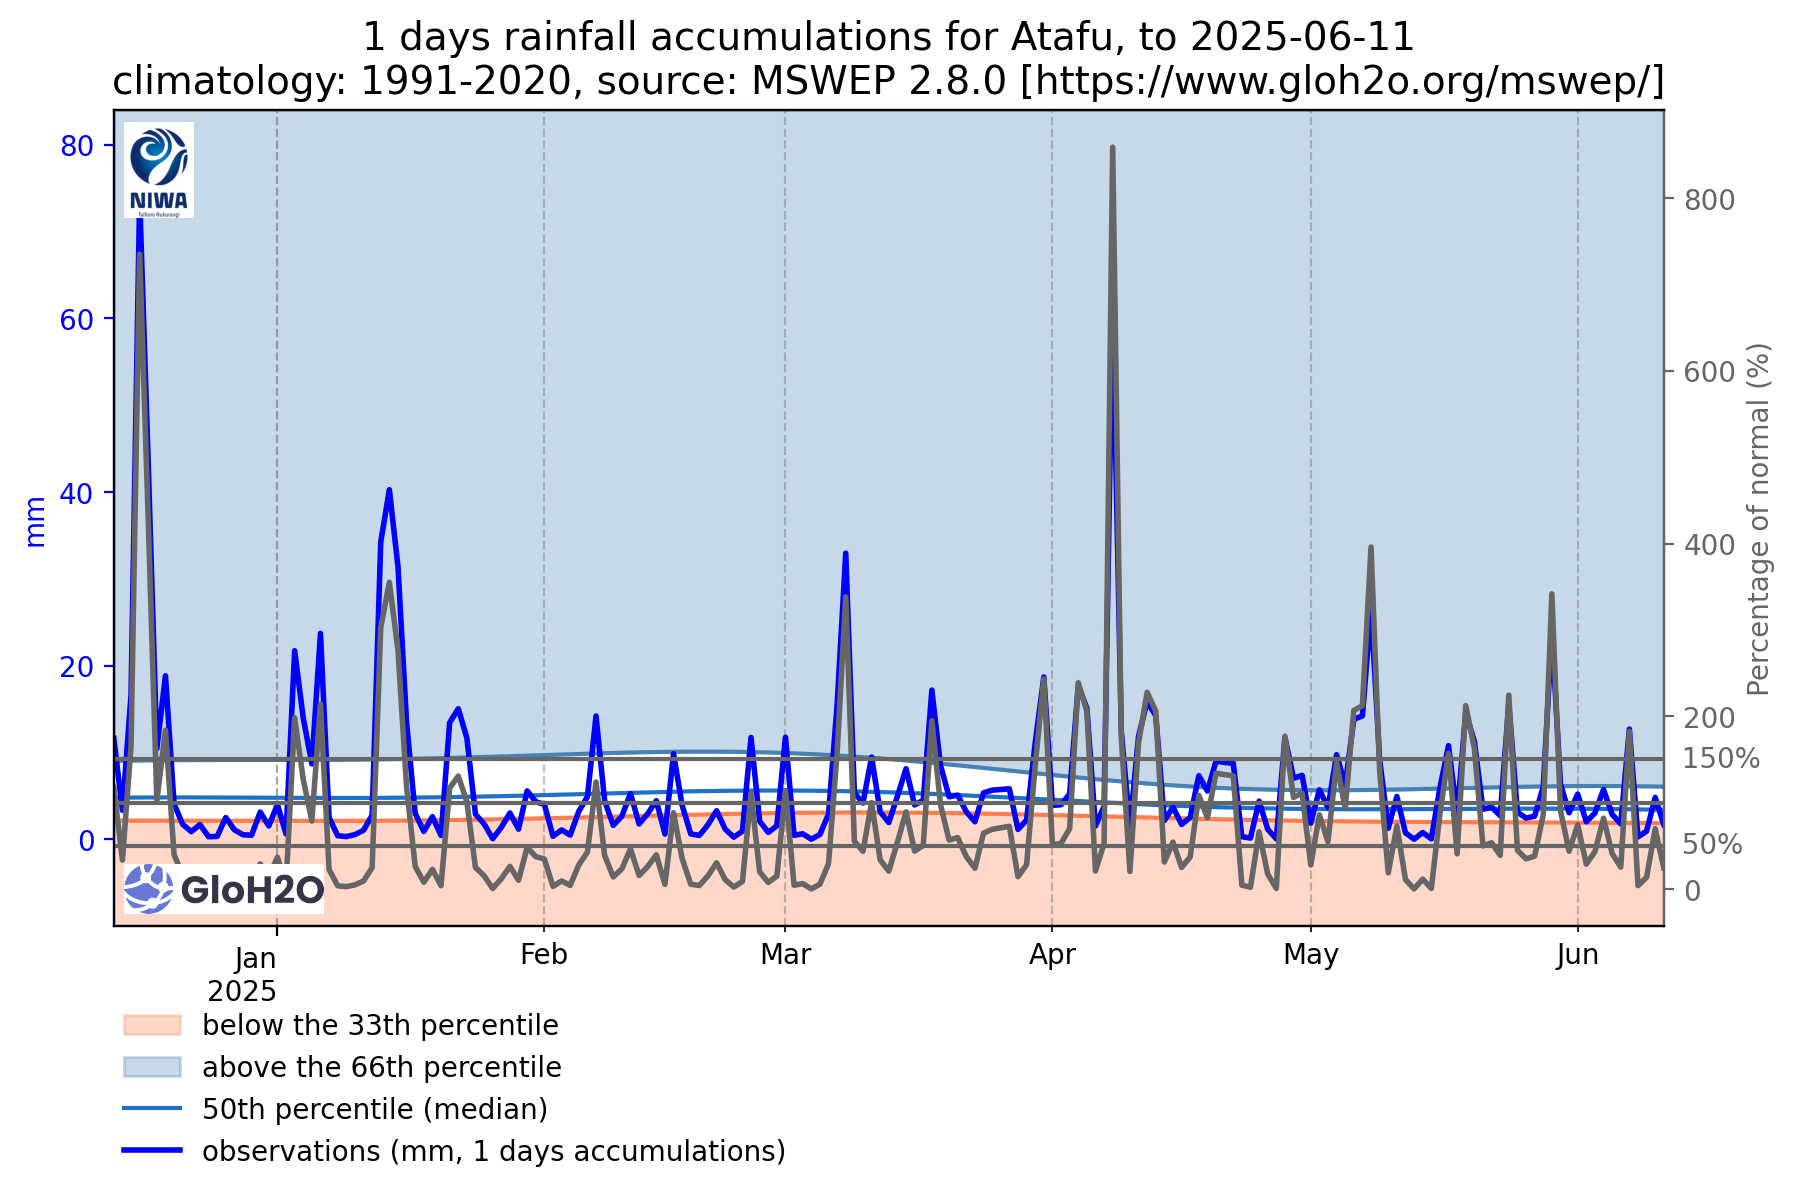 1 days rainfall accumulations for Atafu, to 2025-06-11
climatology: 1991-2020, source: MSWEP 2.8.0 [https://www.gloh2o.org/mswep/]
80
60
40
20
0
mm
NIWA
Taihoro Nukurangi
GloH2O
800
600
400
200
150%
50%
0
Percentage of normal (%)
Jan
2025
Feb
Mar
Apr
May
Jun
below the 33th percentile
above the 66th percentile
50th percentile (median)
observations (mm, 1 days accumulations)